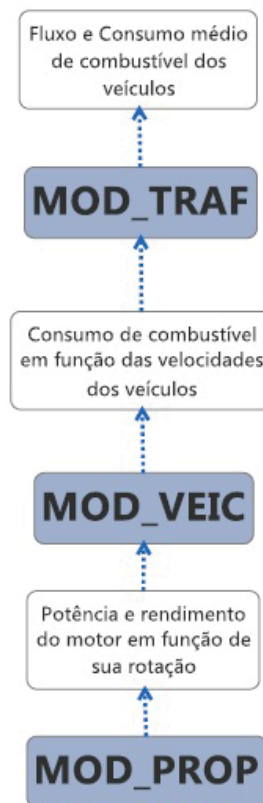 Fluxo e Consumo médio
de combustível dos
veículos
MOD_TRAF
Consumo de combustível
em função das velocidades
dos veículos
MOD_VEIC
Potência e rendimento
do motor em função de
sua rotação
MOD_PROP